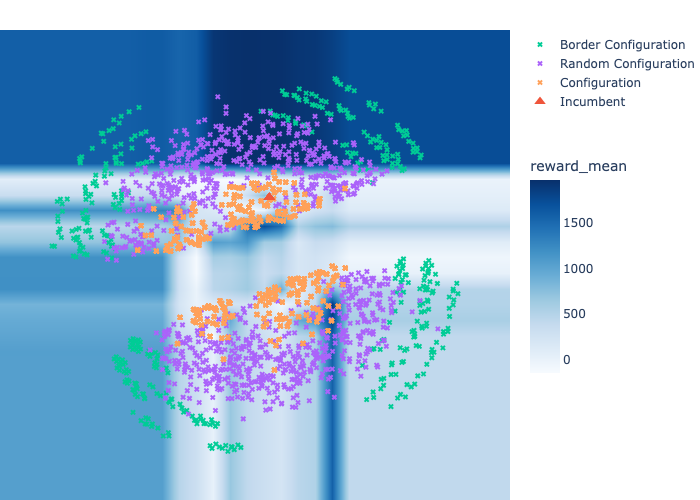 Border Configuration
Random Configuration
Configuration
Incumbent
reward_mean
1500
1000
500
0